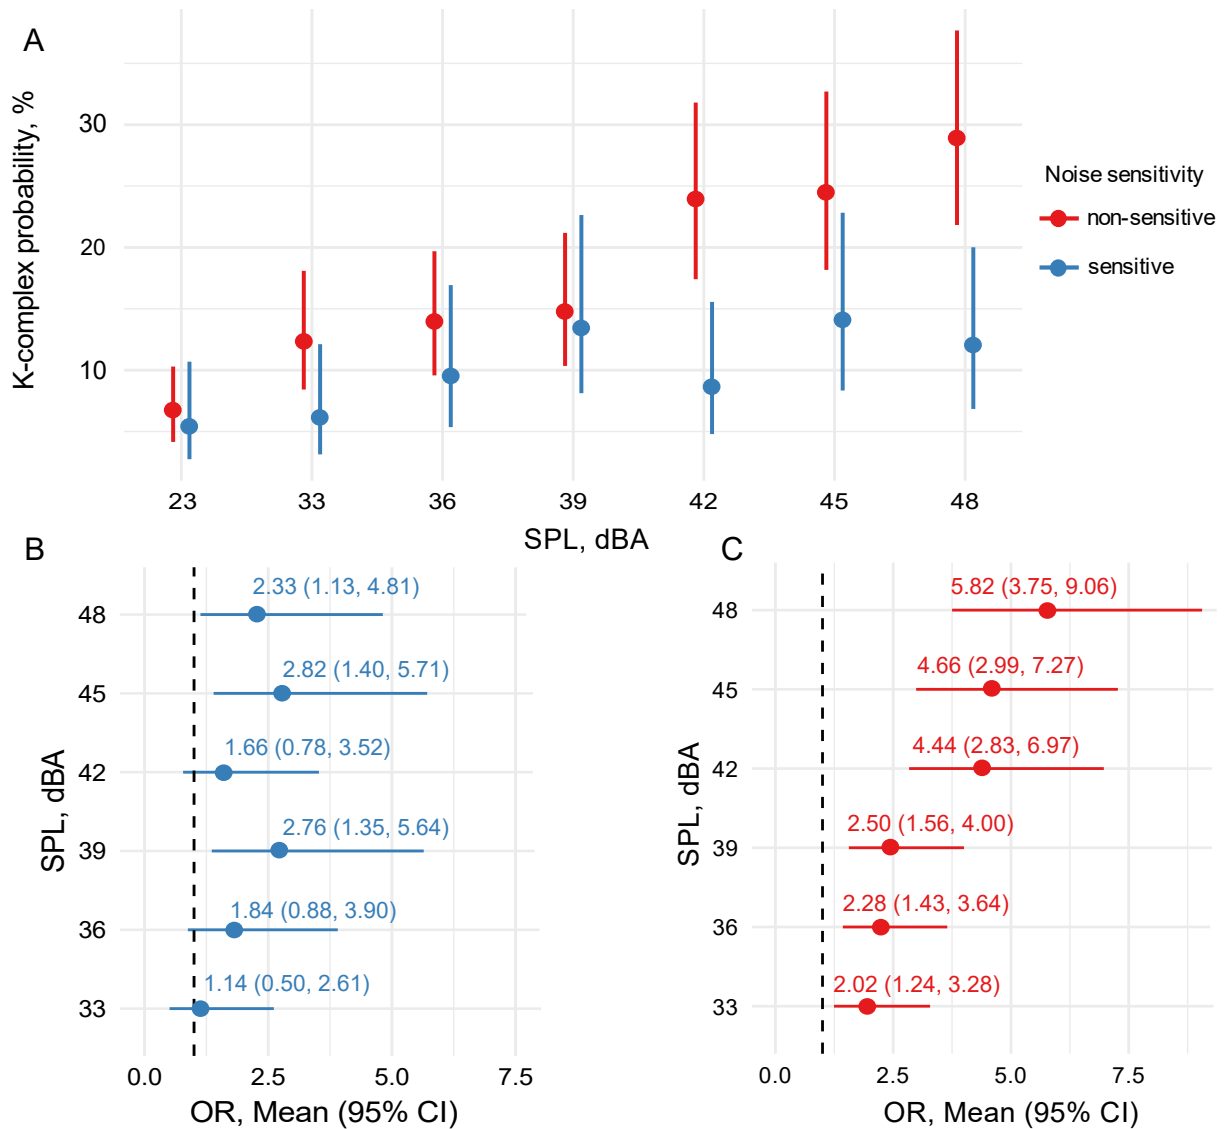 A
K-complex probability, %
30
20
10
23 33 36 39 42 45 48
SPL, dBA
Noise sensitivity
non-sensitive
sensitive
B
SPL, dBA
48
2.33 (1.13, 4.81)
45
2.82 (1.40, 5.71)
42
1.66 (0.78, 3.52)
39
2.76 (1.35, 5.64)
36
1.84 (0.88, 3.90)
33
1.14 (0.50, 2.61)
0.0 2.5 5.0 7.5
OR, Mean (95% CI)
C
SPL, dBA
48
5.82 (3.75, 9.06)
45
4.66 (2.99, 7.27)
42
4.44 (2.83, 6.97)
39
2.50 (1.56, 4.00)
36
2.28 (1.43, 3.64)
33
2.02 (1.24, 3.28)
0.0 2.5 5.0 7.5
OR, Mean (95% CI)